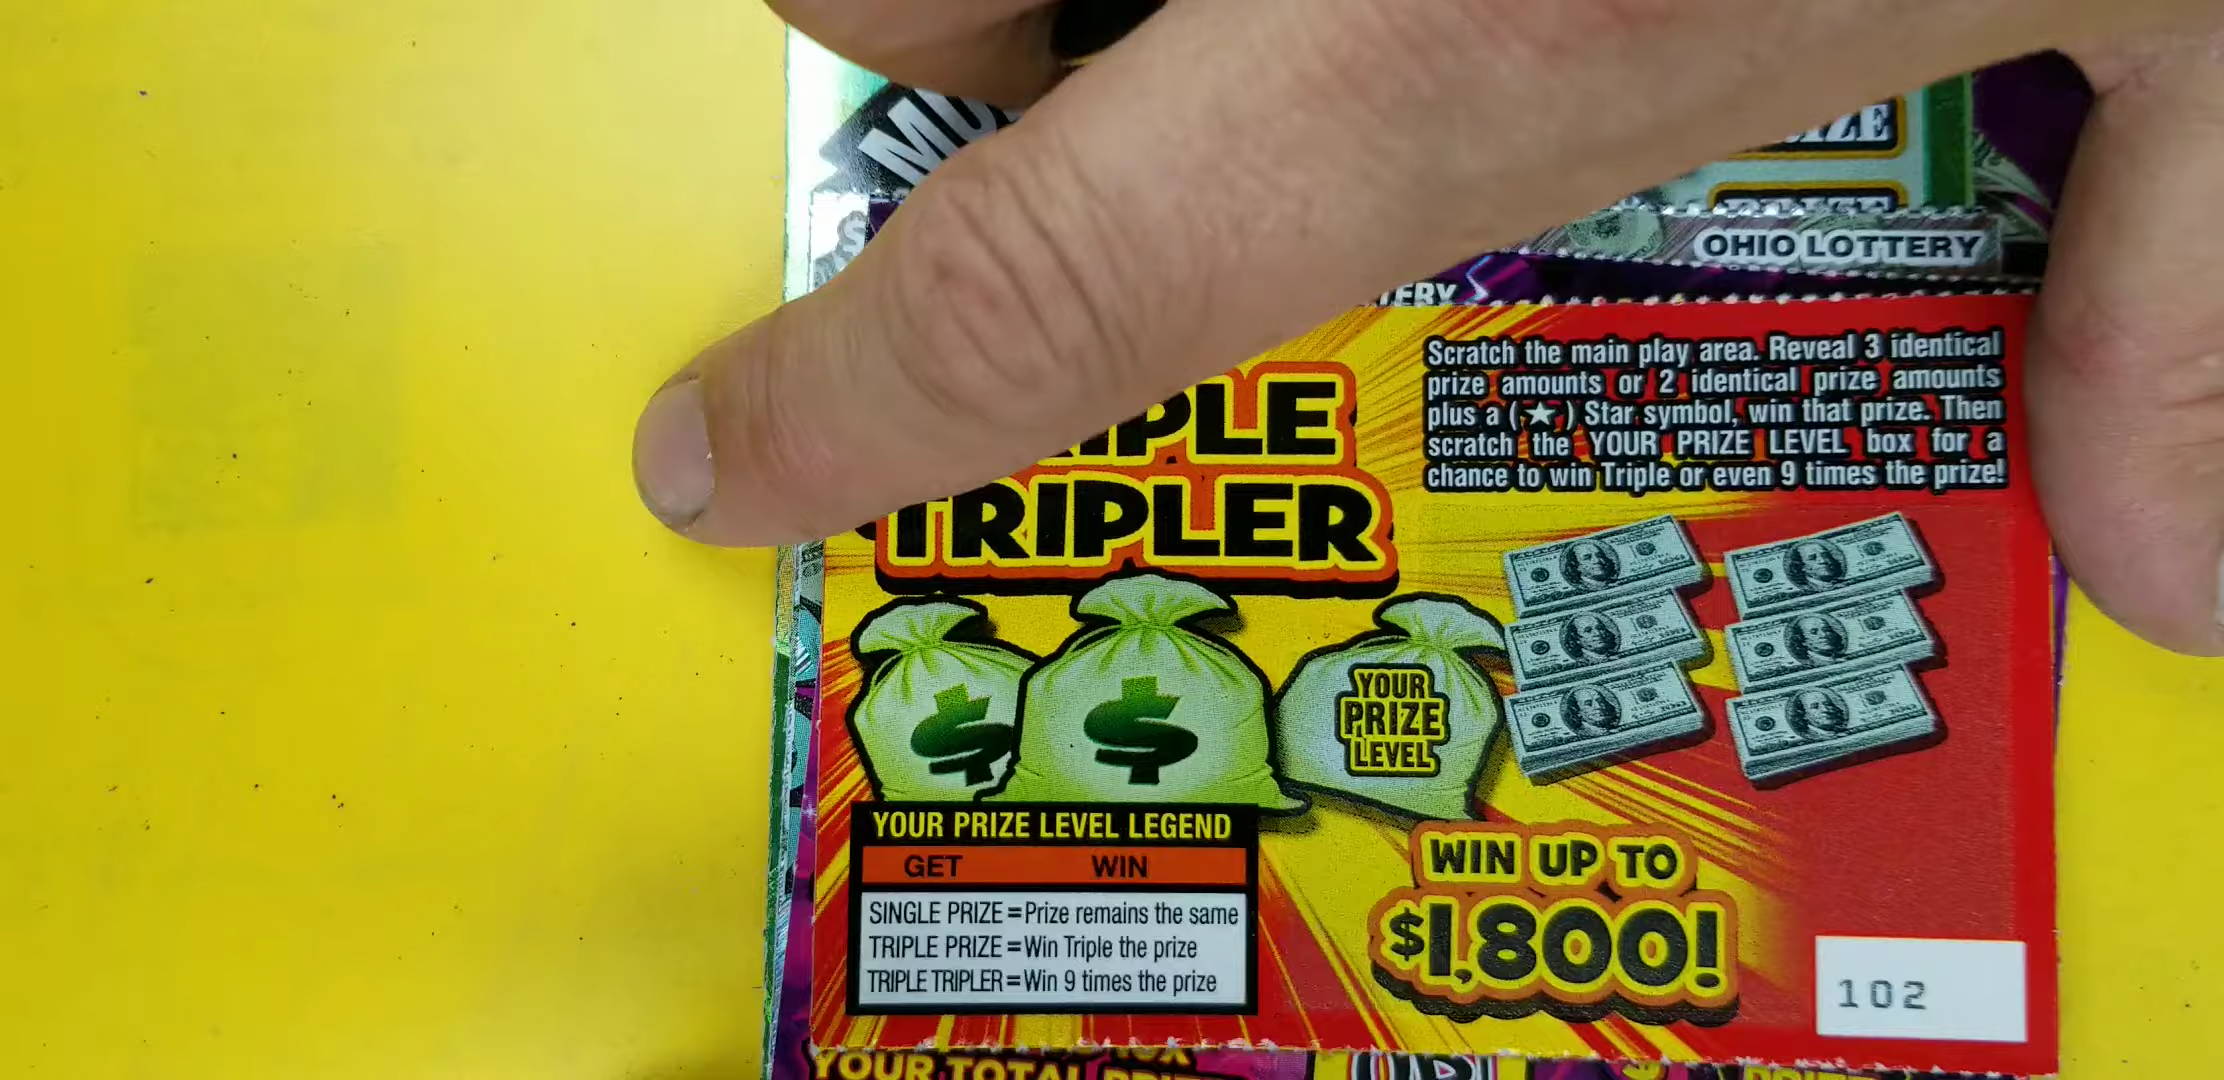 OHIO LOTTERY
Scratch the main play area. Reveal 3 identical
prize amounts or 2 identical prize amounts
plus a (★) Star symbol, win that prize. Then
scratch the YOUR PRIZE LEVEL box for a
chance to win Triple or even 9 times the prize!
TRIPLER
$
$
YOUR
PRIZE
LEVEL
YOUR PRIZE LEVEL LEGEND
GET WIN
SINGLE PRIZE = Prize remains the same
TRIPLE PRIZE = Win Triple the prize
TRIPLE TRIPLER = Win 9 times the prize
WIN UP TO
$1,800!
102
YOUR TOTAL